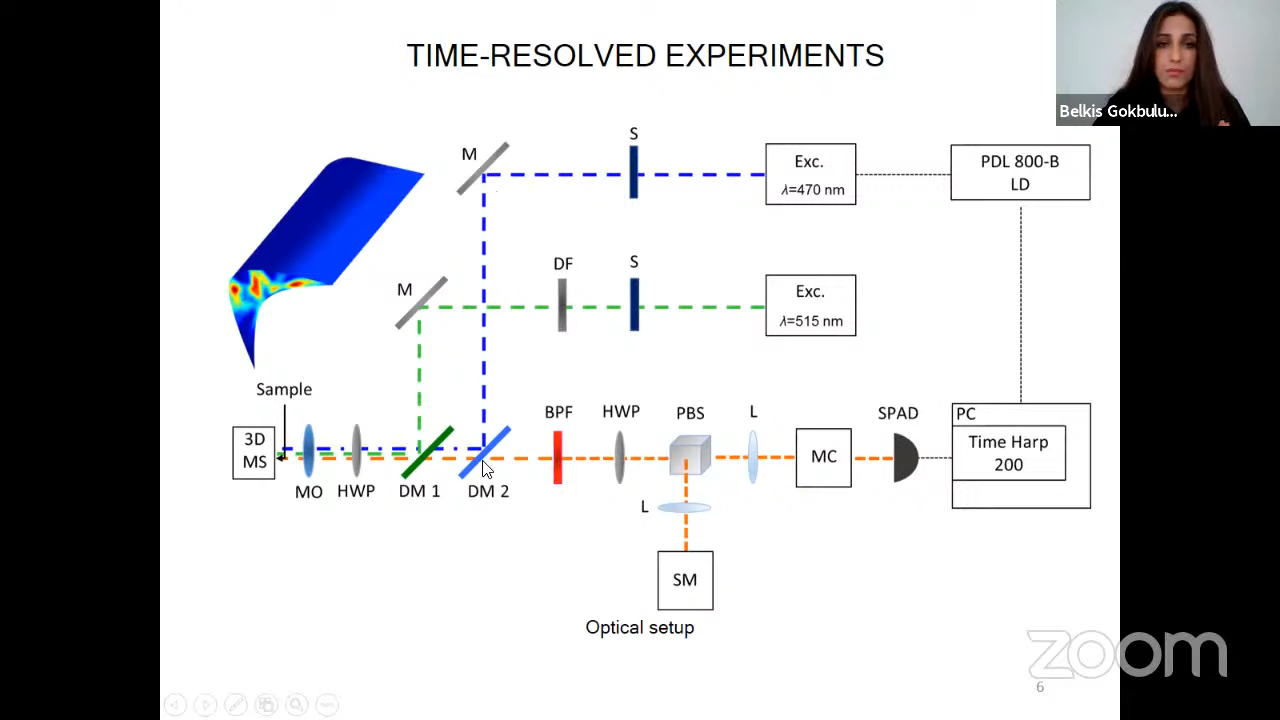 TIME-RESOLVED EXPERIMENTS
Belkis Gokbulu...
M
S
Exc.
λ=470 nm
PDL 800-B
LD
M
DF
S
Exc.
λ=515 nm
Sample
3D
MS
MO
HWP
DM 1
DM 2
BPF
HWP
PBS
L
MC
SPAD
PC
Time Harp
200
L
SM
Optical setup
zoom
6